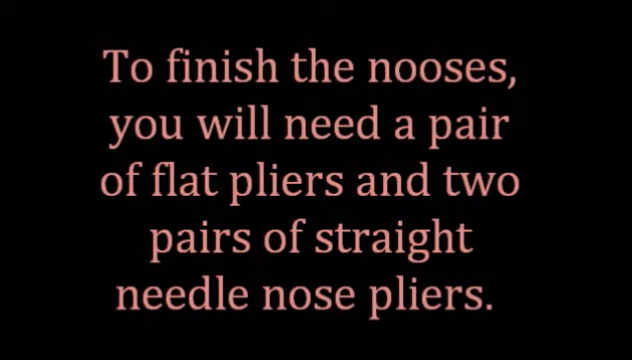 To finish the nooses,
you will need a pair
of flat pliers and two
pairs of straight
needle nose pliers.